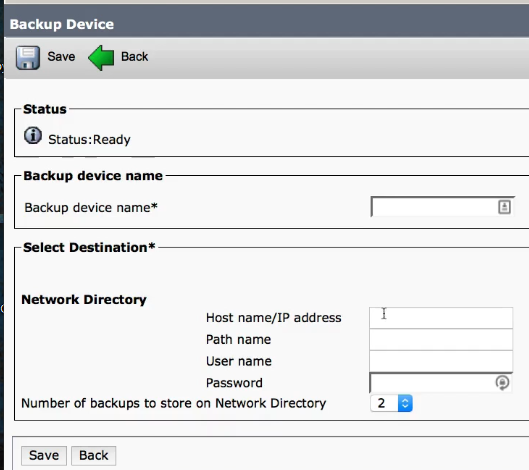 Backup Device
Save Back
Status
Status:Ready
Backup device name
Backup device name*
Select Destination*
Network Directory
Host name/IP address
Path name
User name
Password
Number of backups to store on Network Directory 2
Save Back